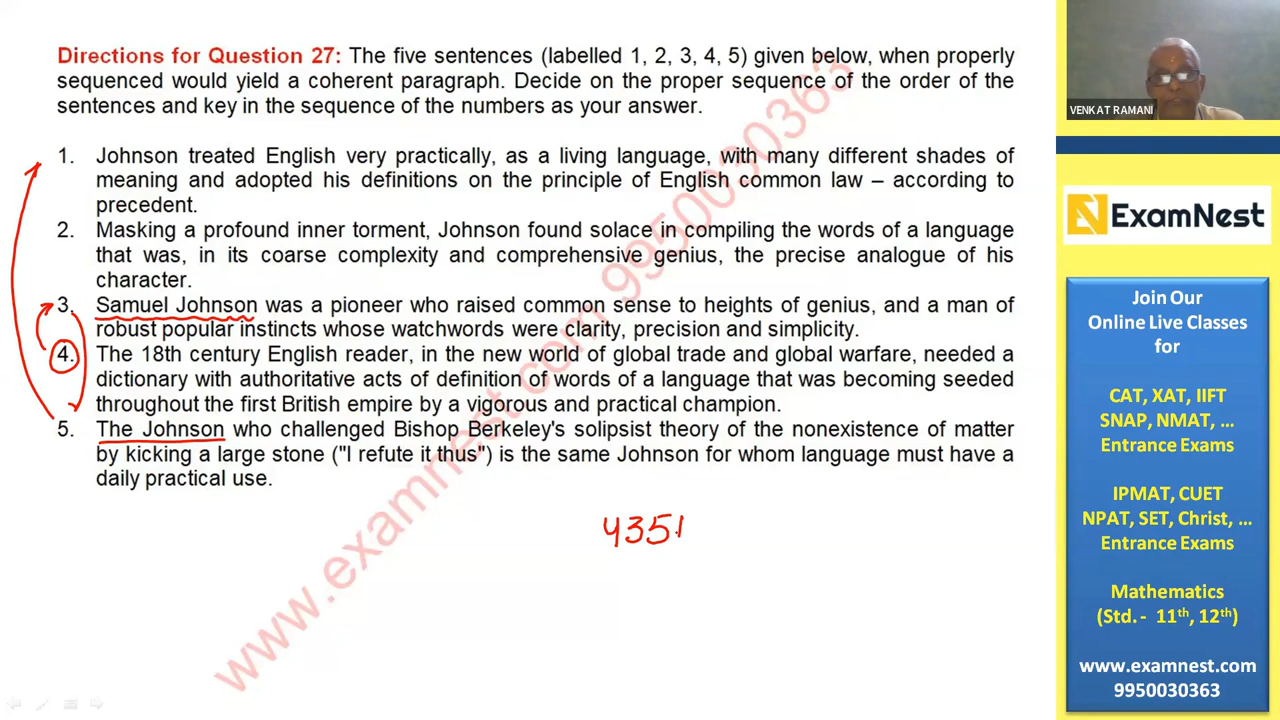 Directions for Question 27: The five sentences (labelled 1, 2, 3, 4, 5) given below, when properly
sequenced would yield a coherent paragraph. Decide on the proper sequence of the order of the
sentences and key in the sequence of the numbers as your answer.
1. Johnson treated English very practically, as a living language, with many different shades of
meaning and adopted his definitions on the principle of English common law – according to
precedent.
2. Masking a profound inner torment, Johnson found solace in compiling the words of a language
that was, in its coarse complexity and comprehensive genius, the precise analogue of his
character.
3. Samuel Johnson was a pioneer who raised common sense to heights of genius, and a man of
robust popular instincts whose watchwords were clarity, precision and simplicity.
4. The 18th century English reader, in the new world of global trade and global warfare, needed a
dictionary with authoritative acts of definition of words of a language that was becoming seeded
throughout the first British empire by a vigorous and practical champion.
5. The Johnson who challenged Bishop Berkeley's solipsist theory of the nonexistence of matter
by kicking a large stone ("I refute it thus") is the same Johnson for whom language must have a
daily practical use.
4351
www.examnest.com 9950030363
VENKAT RAMANI
ExamNest
Join Our
Online Live Classes
for
CAT, XAT, IIFT
SNAP, NMAT, ...
Entrance Exams
IPMAT, CUET
NPAT, SET, Christ, ...
Entrance Exams
Mathematics
(Std. - 11th, 12th)
www.examnest.com
9950030363